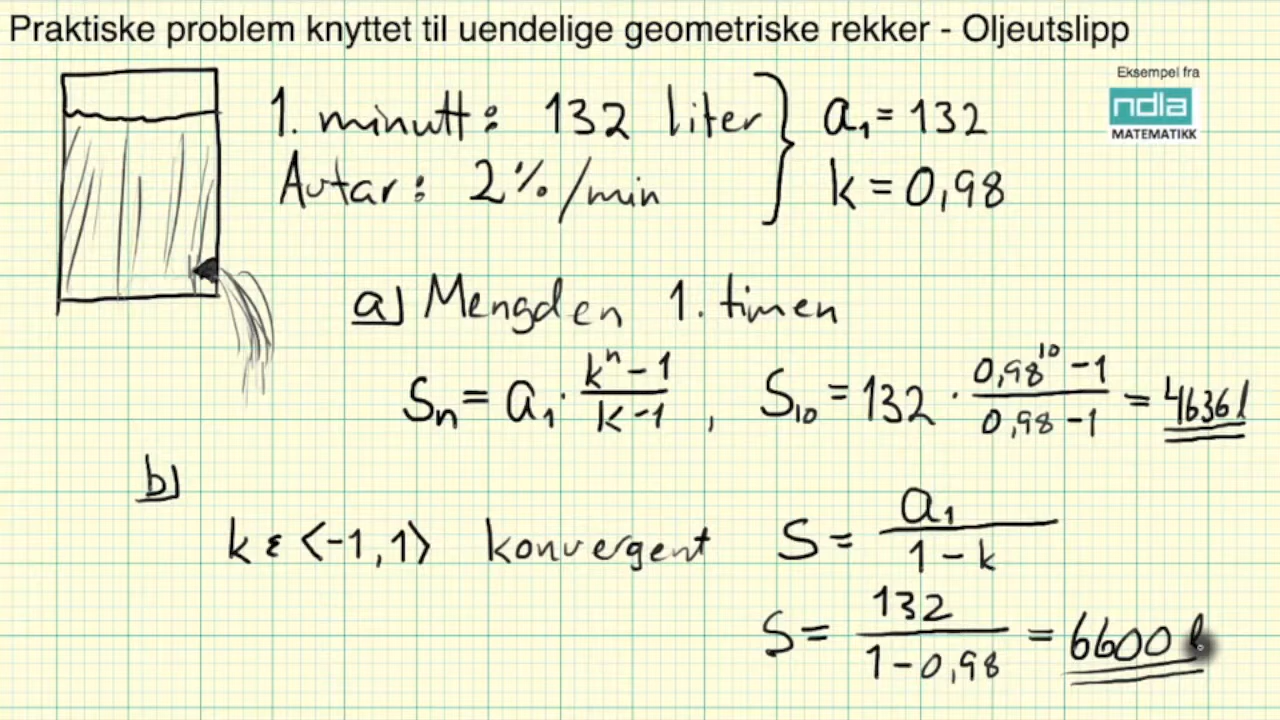 Praktiske problem knyttet til uendelige geometriske rekker - Oljeutslipp
Eksempel fra
ndla
MATEMATIKK
1. minutt: 132 liter } a₁ = 132
Avtar: 2%/min } k = 0,98
a) Mengden 1. timen
Sₙ = a₁ · (kⁿ - 1)/(k - 1) , S₁₀ = 132 · (0,98¹⁰ - 1)/(0,98 - 1) = 4636 l
b)
k ε <-1,1> konvergent S = a₁/(1 - k)
S = 132/(1 - 0,98) = 6600 l